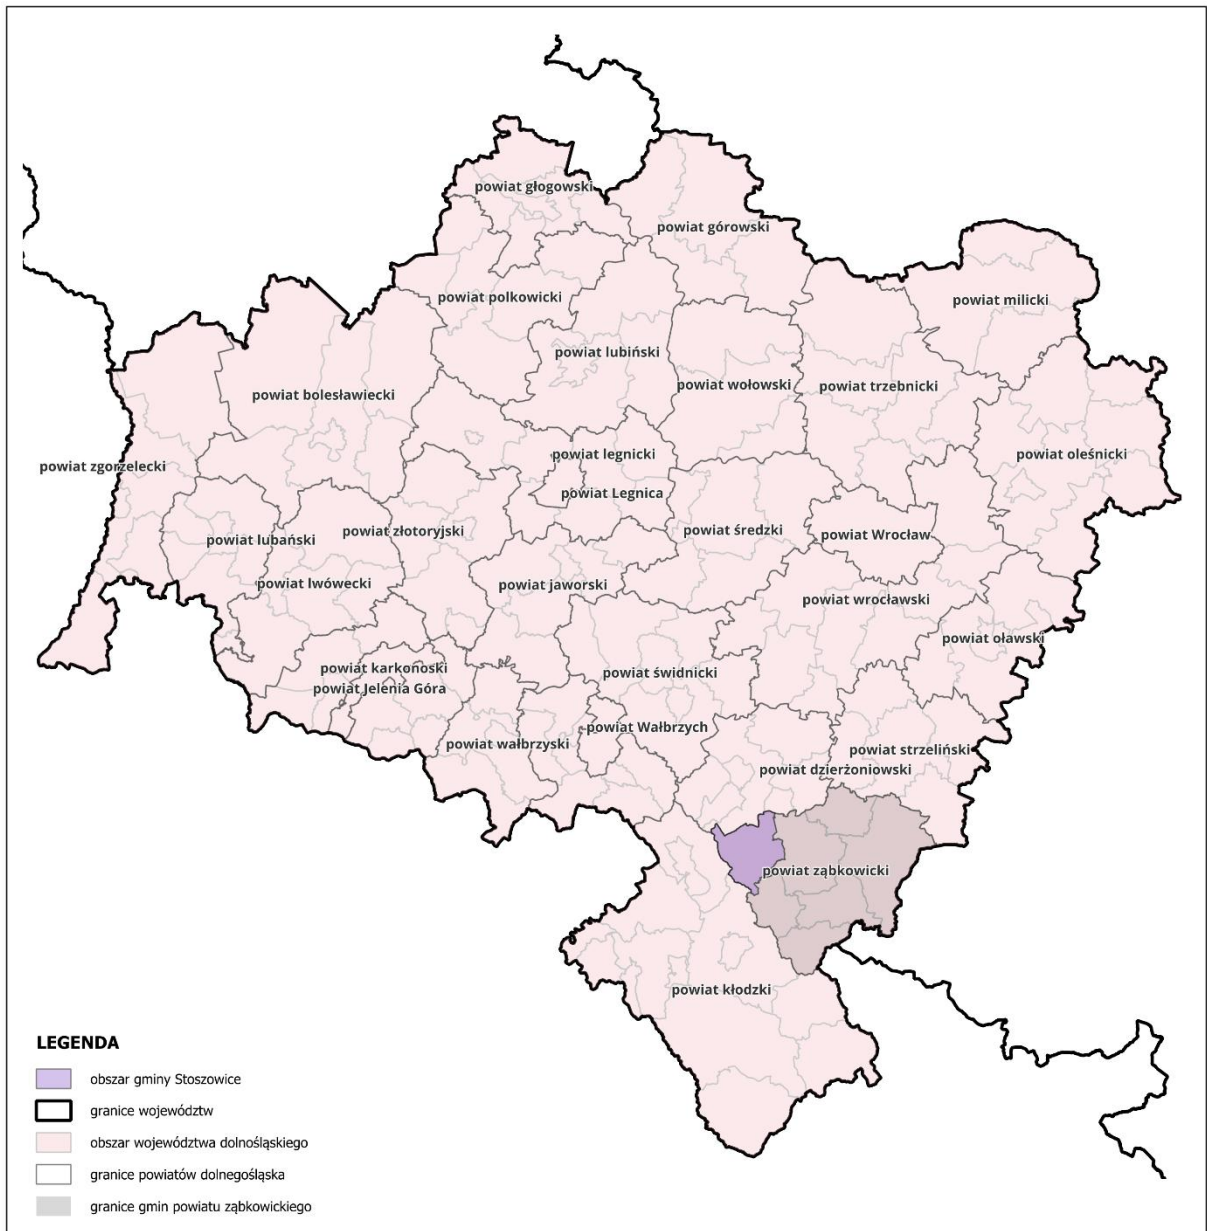 powiat głogowski
powiat górowski
powiat polkowicki
powiat milicki
powiat lubiński
powiat wołowski
powiat trzebnicki
powiat bolesławiecki
powiat zgorzelecki
powiat legnicki
powiat oleśnicki
powiat Legnica
powiat lubański
powiat złotoryjski
powiat średzki
powiat Wrocław
powiat lwówecki
powiat jaworski
powiat wrocławski
powiat oławski
powiat karkonoski
powiat Jelenia Góra
powiat świdnicki
powiat wałbrzyski
powiat Wałbrzych
powiat strzeliński
powiat dzierżoniowski
powiat ząbkowicki
powiat kłodzki
LEGENDA
obszar gminy Stoszowice
granice województw
obszar województwa dolnośląskiego
granice powiatów dolnegośląska
granice gmin powiatu ząbkowickiego